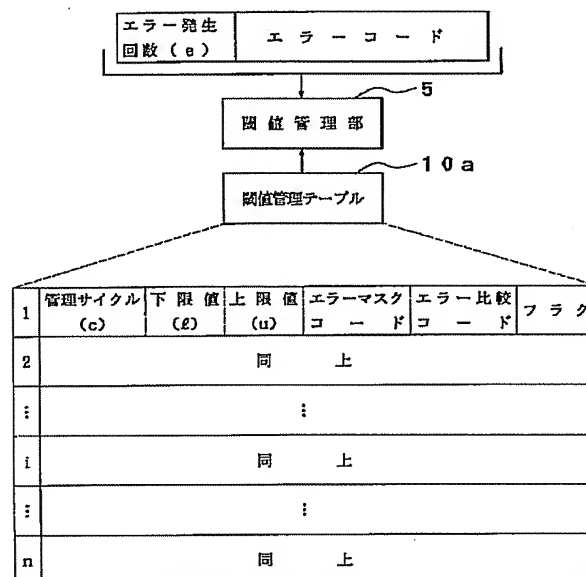 エラー発生 エラーコード
回数(e)
5
閾値管理部
10a
閾値管理テーブル
1 管理サイクル 下限値 上限値 エラーマスク エラー比較 フラグ
(c) (ℓ) (u) コード コード
2 同上
⋮ ⋮
i 同上
⋮ ⋮
n 同上